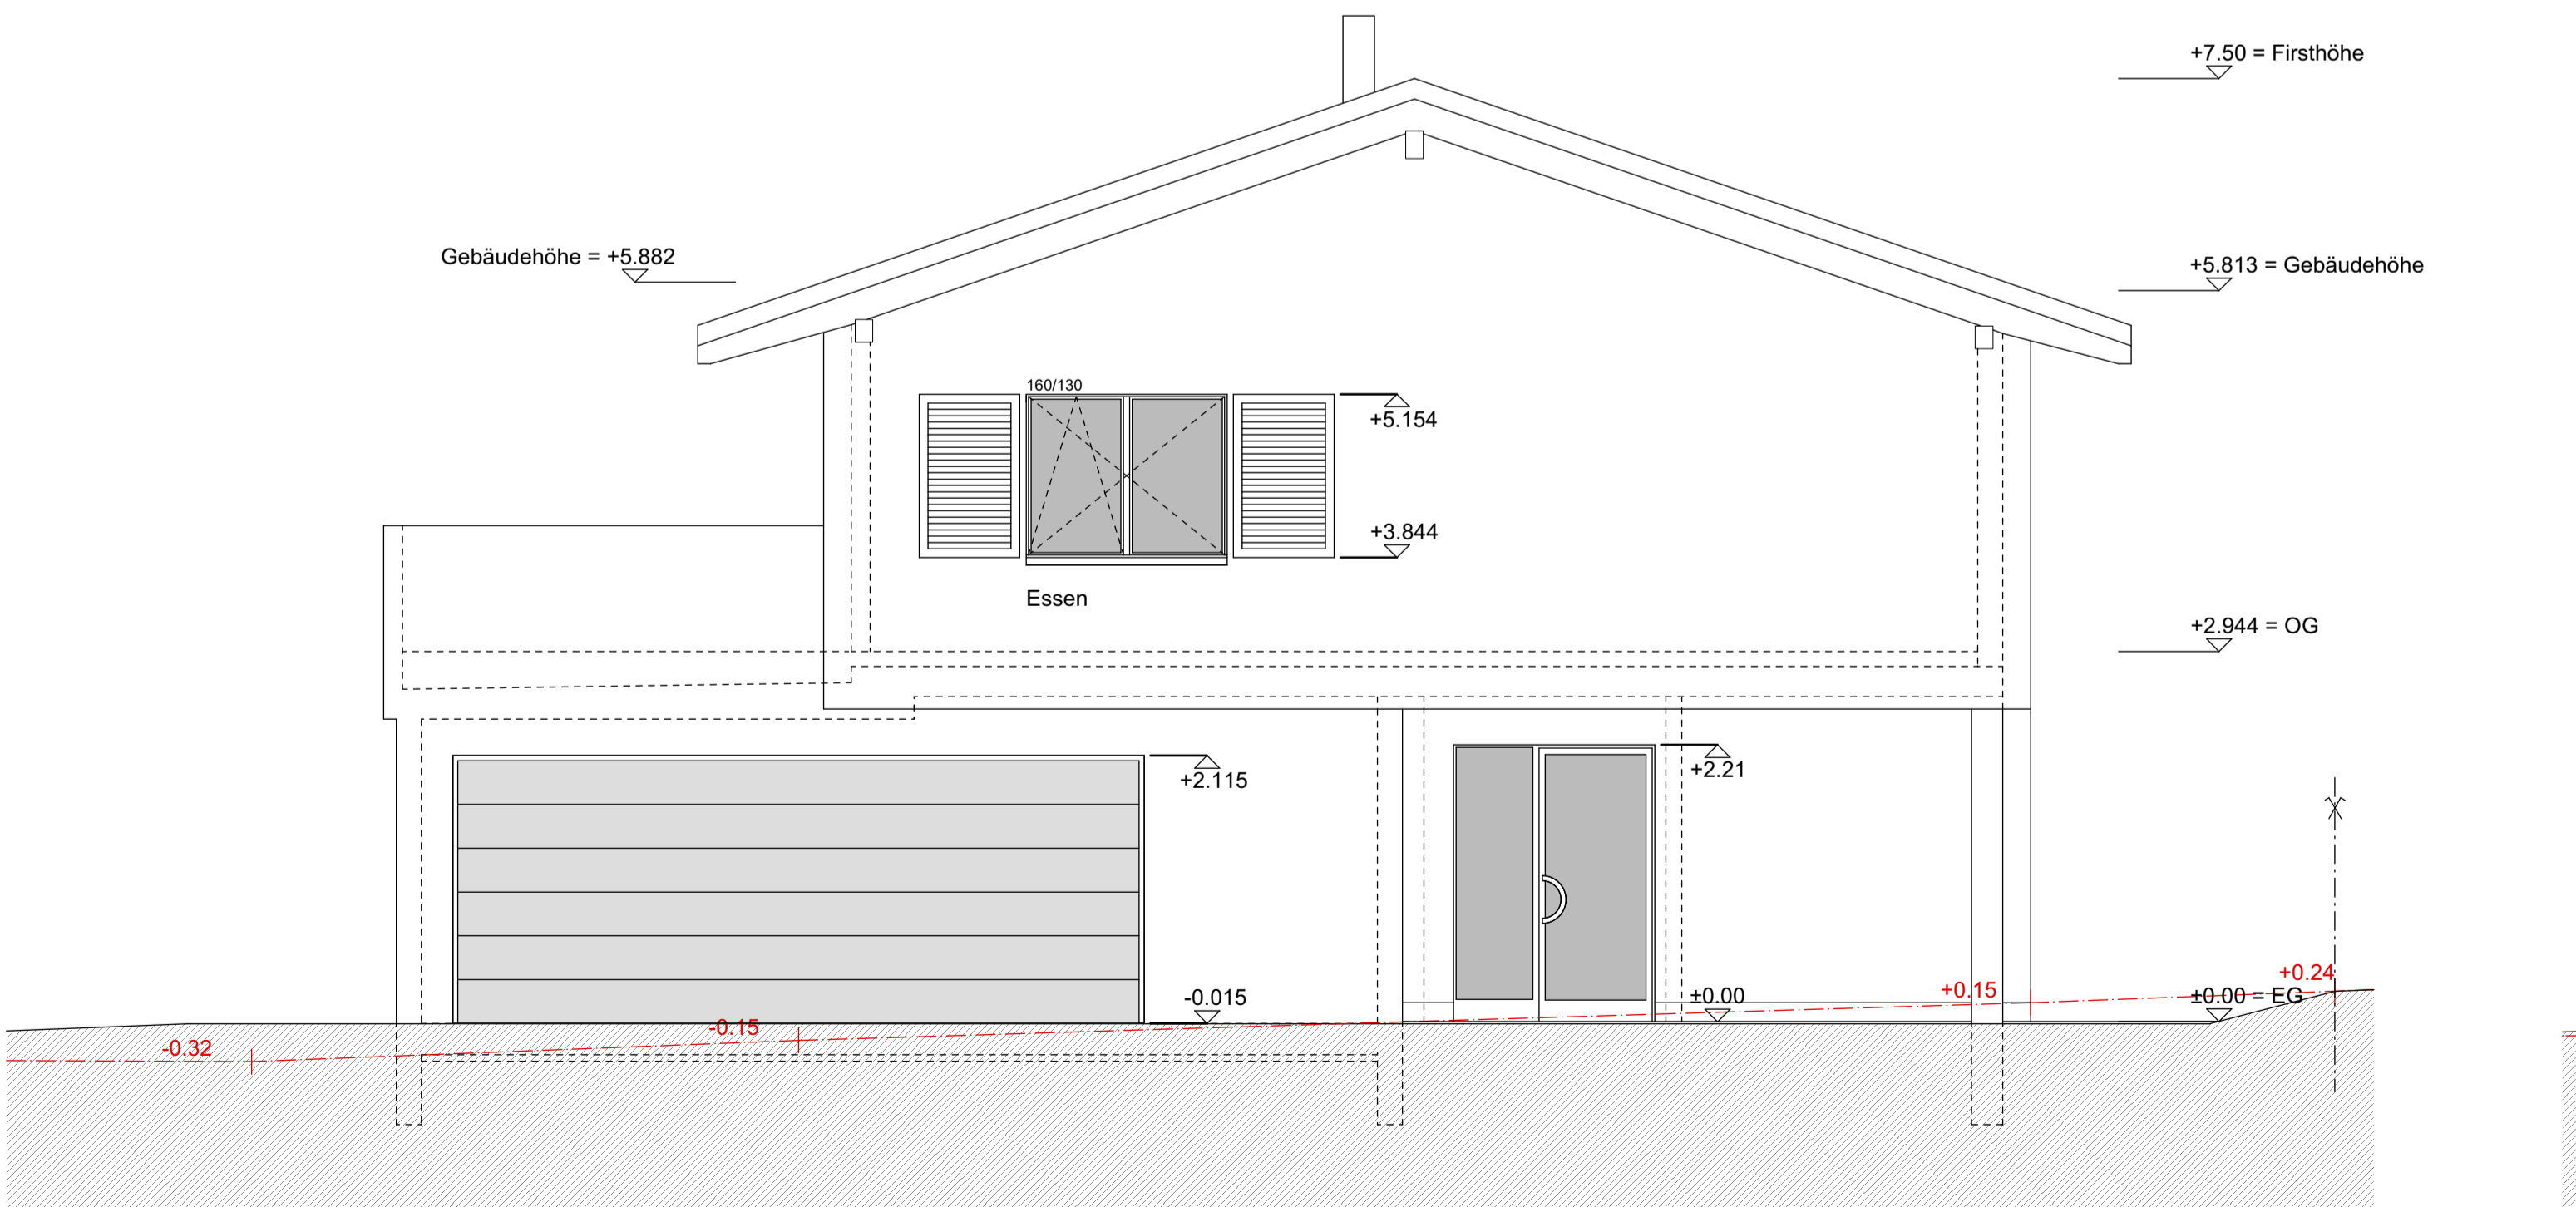 +7.50 = Firsthöhe
Gebäudehöhe = +5.882
+5.813 = Gebäudehöhe
160/130
+5.154
+3.844
Essen
+2.944 = OG
+2.115
+2.21
-0.015
±0.00
+0.15
+0.24
±0.00 = EG
-0.15
-0.32